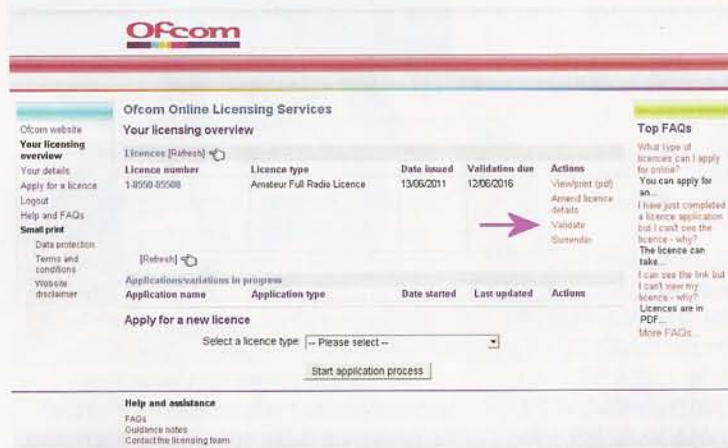 Ofcom
Ofcom Online Licensing Services
Your licensing overview
Ofcom website
Your licensing
overview
Your details
Apply for a licence
Logout
Help and FAQs
Small print
Data protection
Terms and
conditions
Website
disclaimer
Licences [Refresh]
Licence number Licence type Date issued Validation due Actions
1-8550-85508 Amateur Full Radio Licence 13/06/2011 12/06/2016 View/print (pdf)
Amend licence
details
Validate
Surrender
[Refresh]
Applications/variations in progress
Application name Application type Date started Last updated Actions
Apply for a new licence
Select a licence type: -- Please select --
Start application process
Help and assistance
FAQs
Guidance notes
Contact the licensing team
Top FAQs
What type of
licences can I apply
for online?
You can apply for
an...
I have just completed
a licence application
but I can't see the
licence - why?
The licence can
take...
I can see the link but
I can't view my
licence - why?
Licences are in
PDF...
More FAQs...